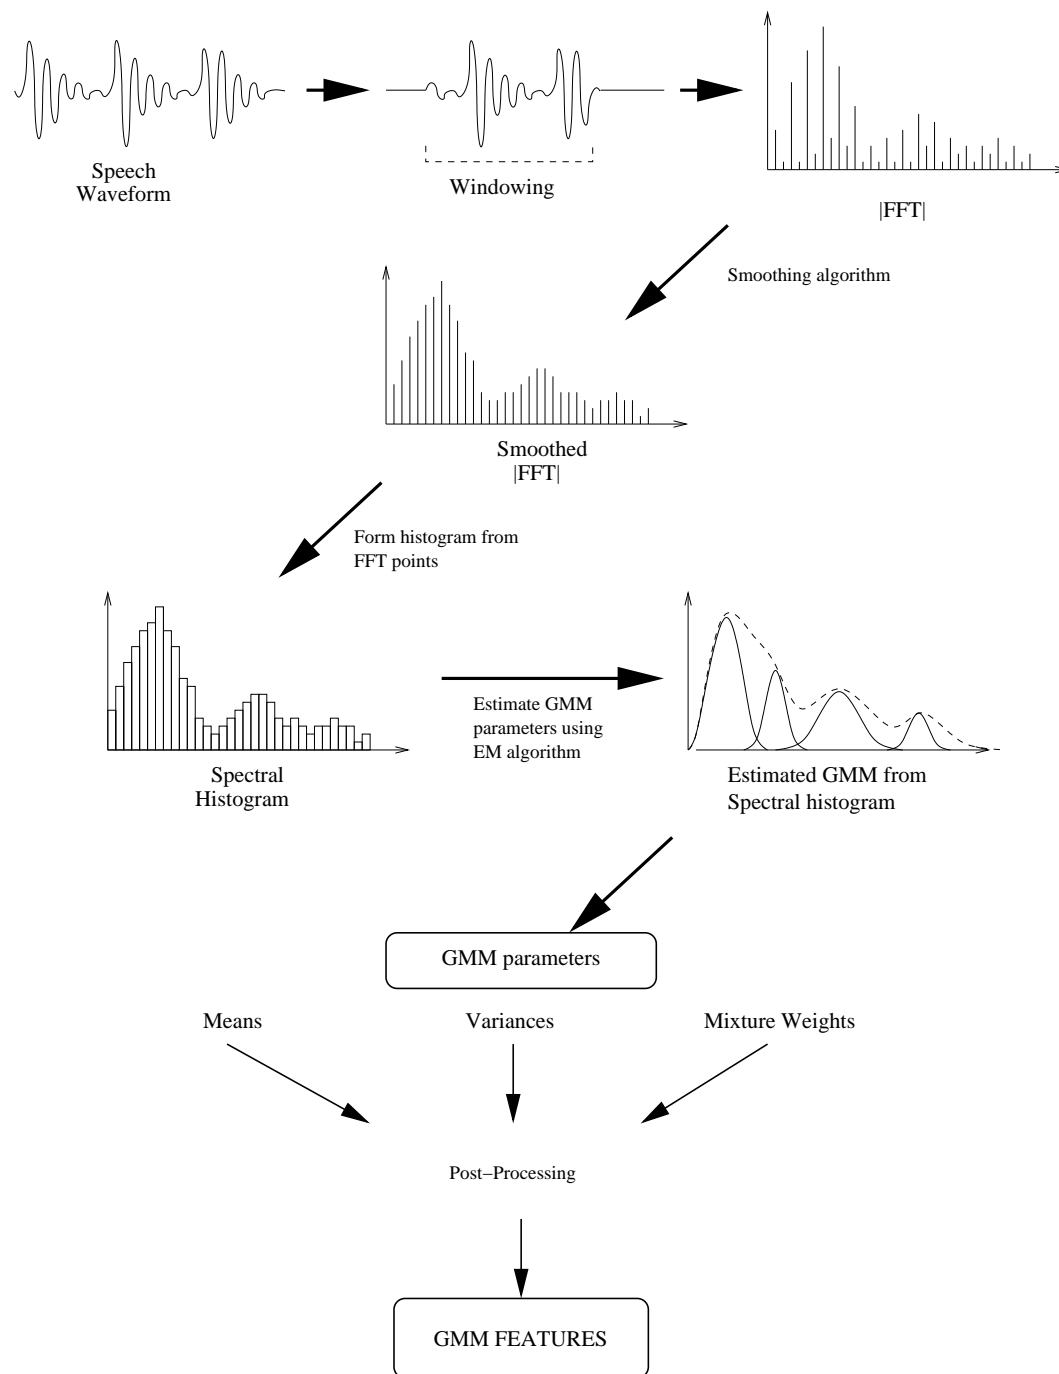 Speech
Waveform
Windowing
|FFT|
Smoothing algorithm
Smoothed
|FFT|
Form histogram from
FFT points
Spectral
Histogram
Estimate GMM
parameters using
EM algorithm
Estimated GMM from
Spectral histogram
GMM parameters
Means
Variances
Mixture Weights
Post−Processing
GMM FEATURES